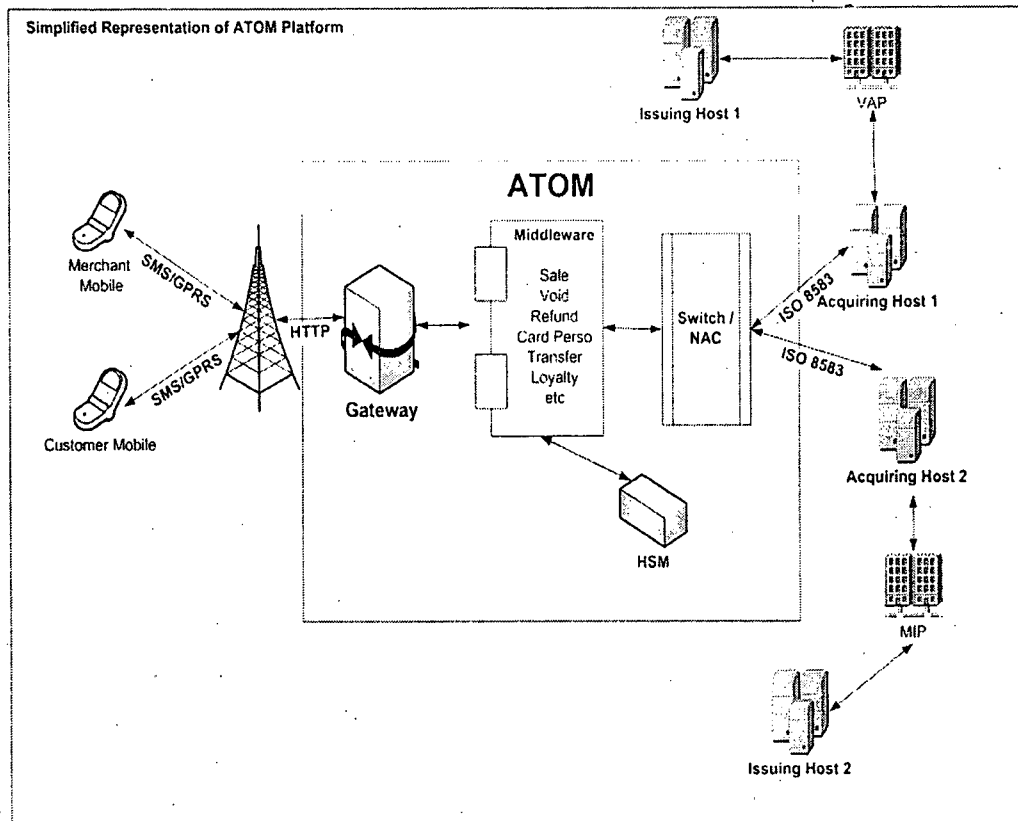 Simplified Representation of ATOM Platform
Issuing Host 1
VAP
ATOM
Merchant
Mobile
SMS/GPRS
HTTP
SMS/GPRS
Customer Mobile
Gateway
Middleware
Sale
Void
Refund
Card Perso
Transfer
Loyalty
etc
Switch /
NAC
HSM
ISO 8583
Acquiring Host 1
ISO 8583
Acquiring Host 2
MIP
Issuing Host 2